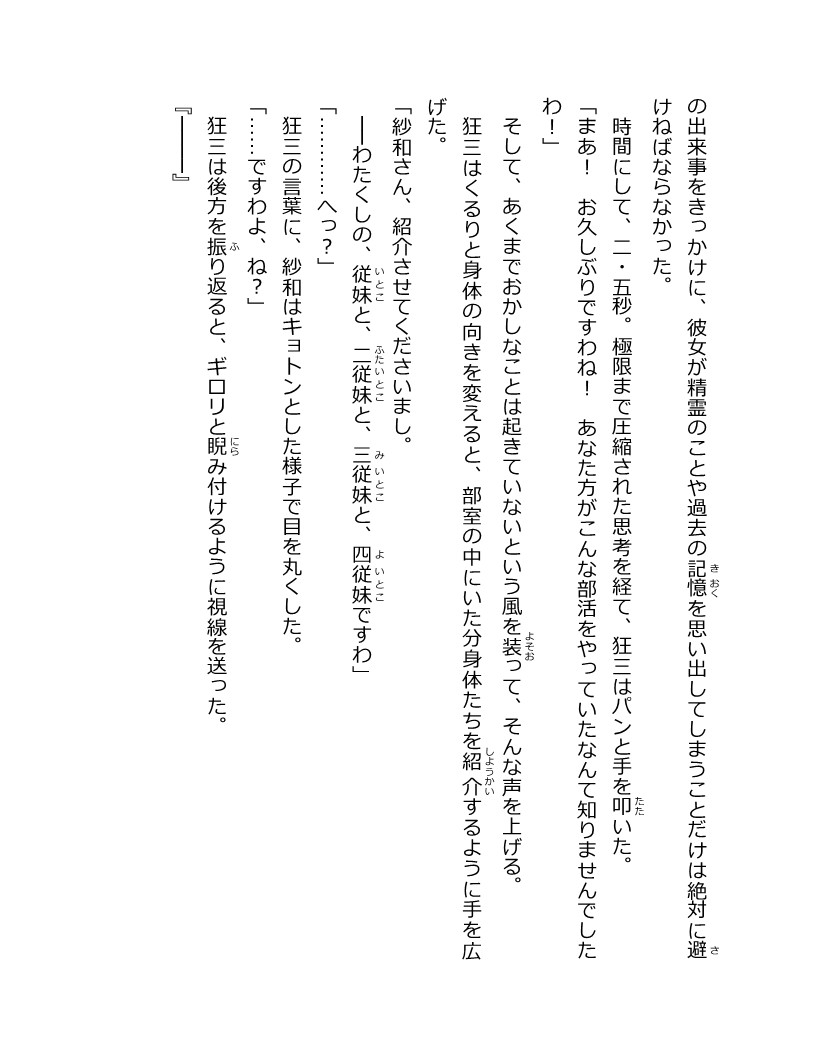 の出来事をきっかけに、彼女が精霊のことや過去の記憶を思い出してしまうことだけは絶対に避
けねばならなかった。
　時間にして、二・五秒。極限まで圧縮された思考を経て、狂三はパンと手を叩いた。
「まあ！　お久しぶりですわね！　あなた方がこんな部活をやっていたなんて知りませんでした
わ！」
　そして、あくまでおかしなことは起きていないという風を装って、そんな声を上げる。
　狂三はくるりと身体の向きを変えると、部室の中にいた分身体たちを紹介するように手を広
げた。
「紗和さん、紹介させてくださいまし。
　――わたくしの、従妹と、二従妹と、三従妹と、四従妹ですわ」
「…………へっ？」
　狂三の言葉に、紗和はキョトンとした様子で目を丸くした。
「……ですわよ、ね？」
　狂三は後方を振り返ると、ギロリと睨み付けるように視線を送った。
『―――』